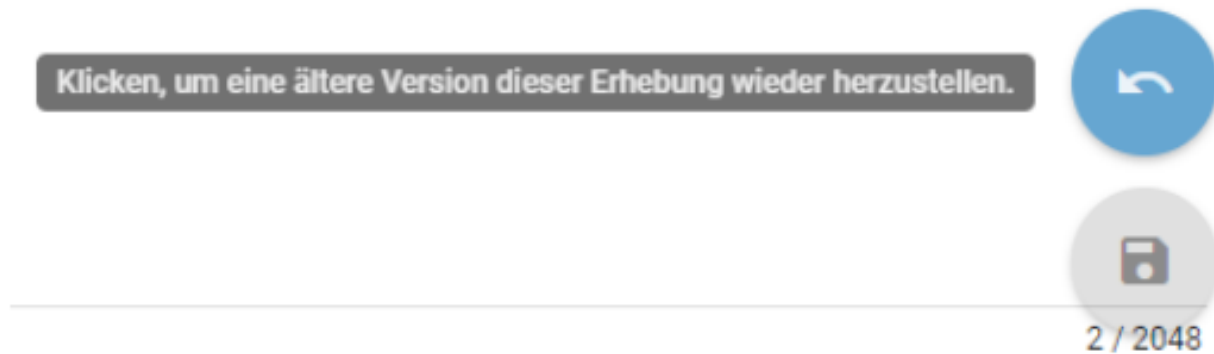 Klicken, um eine ältere Version dieser Erhebung wieder herzustellen.
2 / 2048